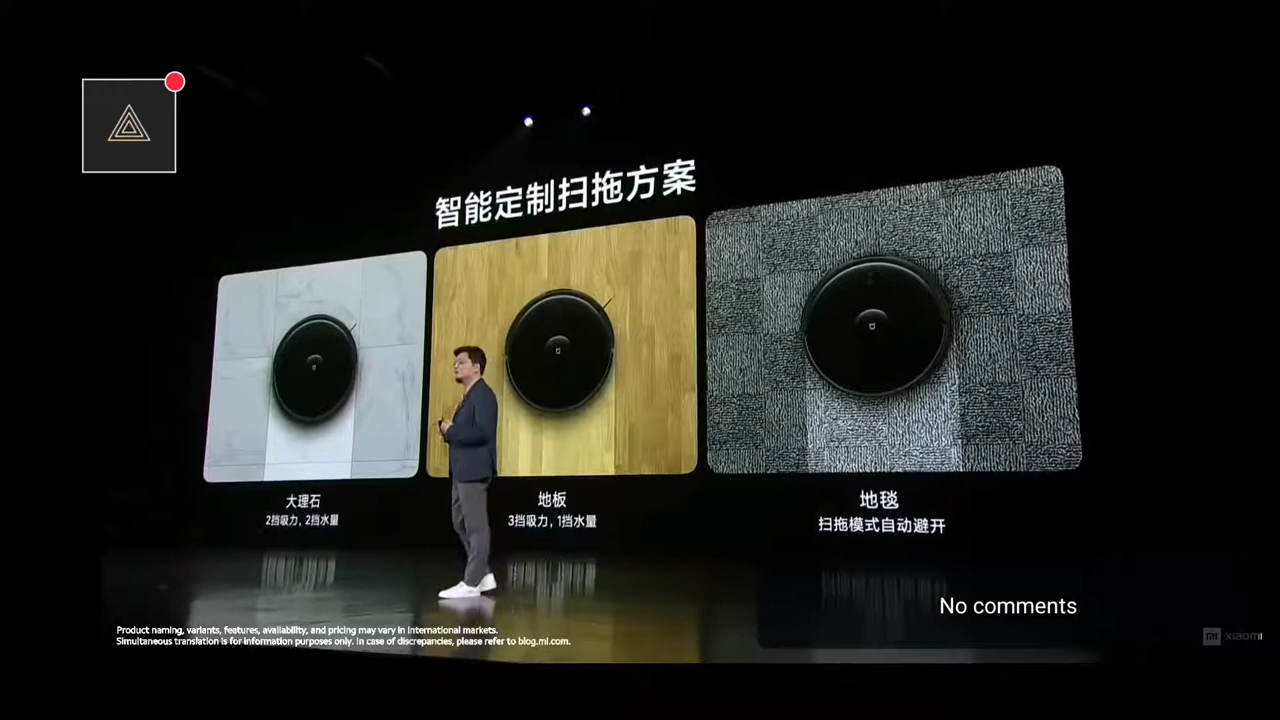 智能定制扫拖方案
大理石
2挡吸力, 2挡水量
地板
3挡吸力, 1挡水量
地毯
扫拖模式自动避开
No comments
Product naming, variants, features, availability, and pricing may vary in international markets.
Simultaneous translation is for information purposes only. In case of discrepancies, please refer to blog.mi.com.
xiaomi